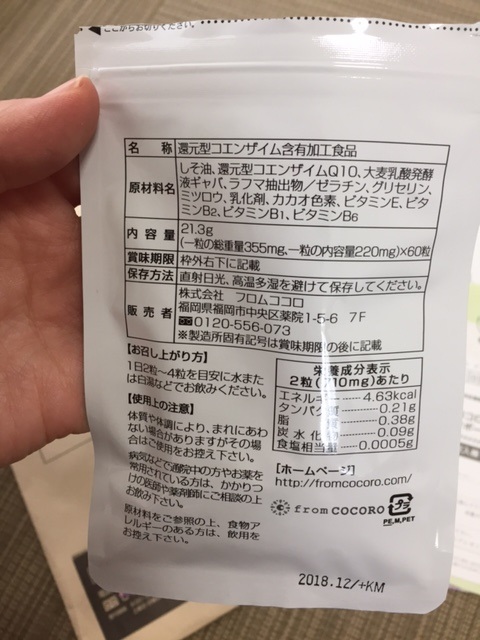 ここからお切りください。
名 称 還元型コエンザイム含有加工食品
原材料名 しそ油、還元型コエンザイムQ10、大麦乳酸発酵
液ギャバ、ラフマ抽出物／ゼラチン、グリセリン、
ミツロウ、乳化剤、カカオ色素、ビタミンE、ビタ
ミンB2、ビタミンB1、ビタミンB6
内 容 量 21.3g
(一粒の総重量355mg、一粒の内容量220mg)×60粒
賞味期限 枠外右下に記載
保存方法 直射日光、高温多湿を避けて保存してください。
販 売 者 株式会社 フロムココロ
福岡県福岡市中央区薬院1-5-6 7F
0120-556-073
※製造所固有記号は賞味期限の後に記載
【お召し上がり方】
1日2粒〜4粒を目安に水また
は白湯などでお飲みください。
【使用上の注意】
体質や体調により、まれにあわ
ない場合がありますがその場
合はご使用をお控え下さい。
病気などで通院中の方やお薬を
常用されている方は、かかりつ
けの医師や薬剤師にご相談の上
お飲み下さい。
原材料をご参照の上、食物ア
レルギーのある方は、飲用を
お控え下さい。
栄養成分表示
2粒(710mg)あたり
エネルギー……4.63kcal
タンパク質……0.21g
脂 ……0.38g
炭水化 ……0.09g
食塩相当量……0.0005g
【ホームページ】
http://fromcocoro.com/
from COCORO
プラ
PE,M,PET
2018.12/+KM